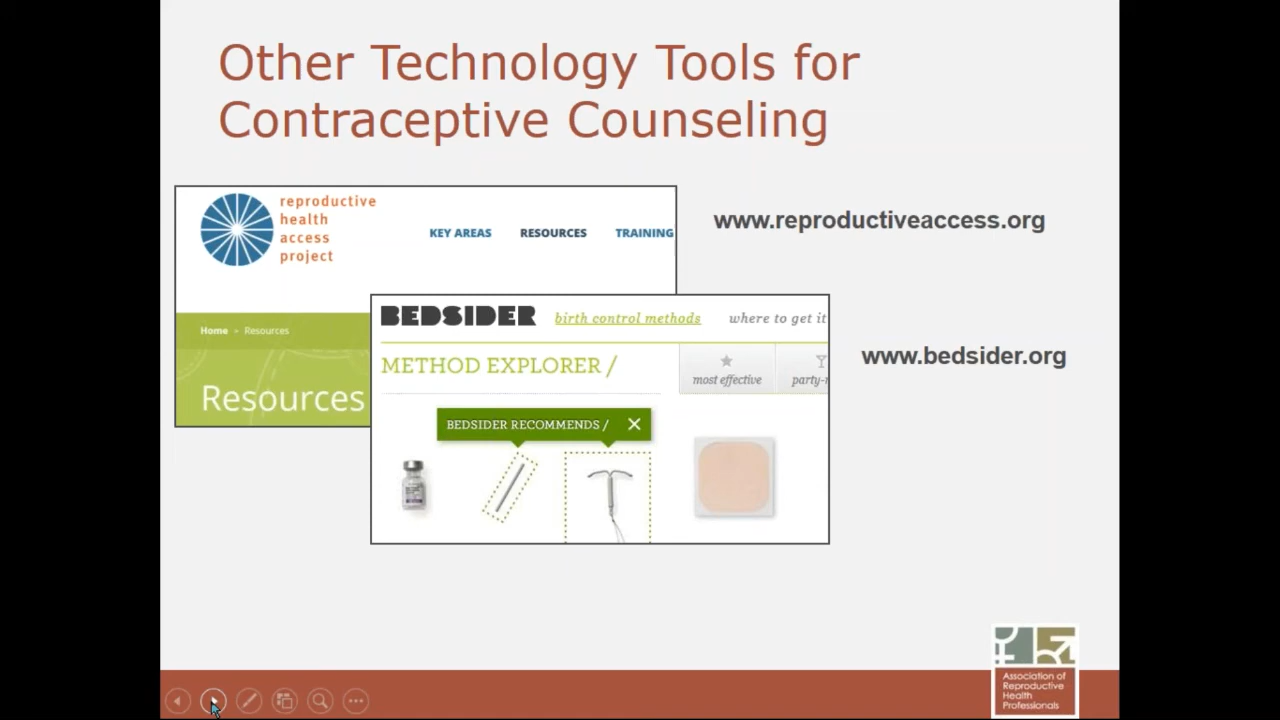 Other Technology Tools for
Contraceptive Counseling
reproductive
health
access
project
KEY AREAS RESOURCES TRAINING
www.reproductiveaccess.org
Home > Resources
Resources
BEDSIDER birth control methods where to get it
METHOD EXPLORER /
most effective party-
www.bedsider.org
BEDSIDER RECOMMENDS / X
Association of
Reproductive
Health
Professionals